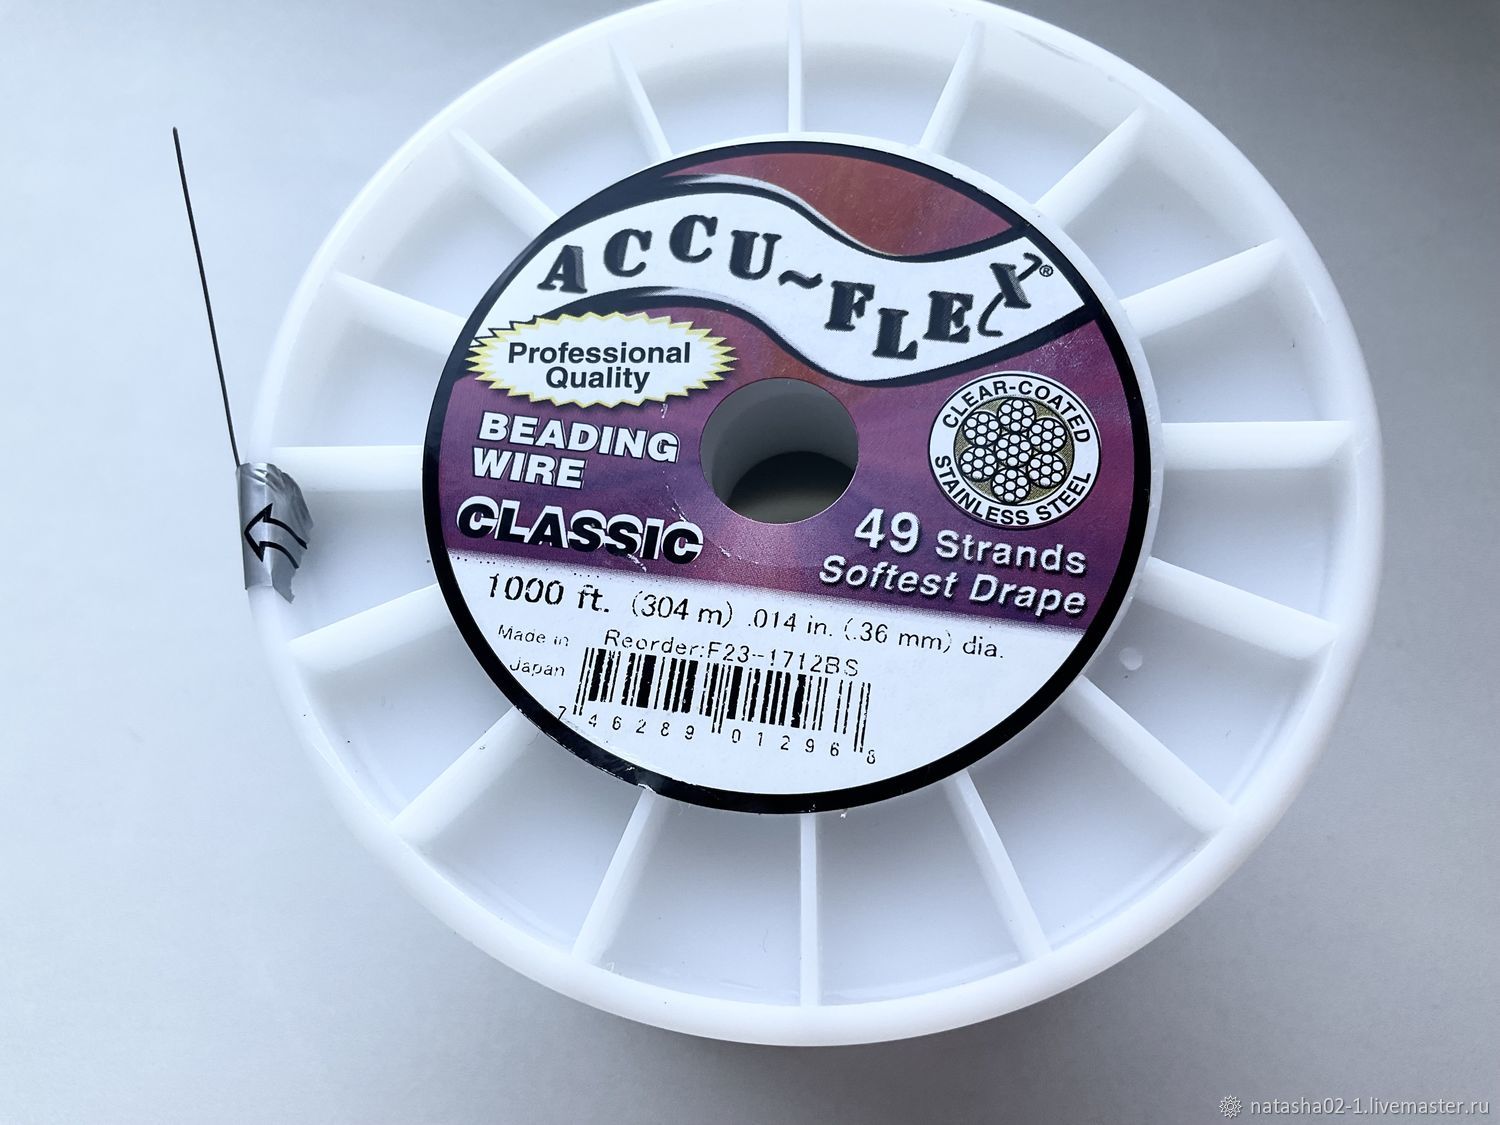 ACCU~FLEX®
Professional
Quality
BEADING
WIRE
CLASSIC
CLEAR-COATED
STAINLESS STEEL
49 Strands
Softest Drape
1000 ft. (304 m) .014 in. (.36 mm) dia.
Made in
Japan
Reorder:F23-1712BS
7 46289 01296 8
natasha02-1.livemaster.ru